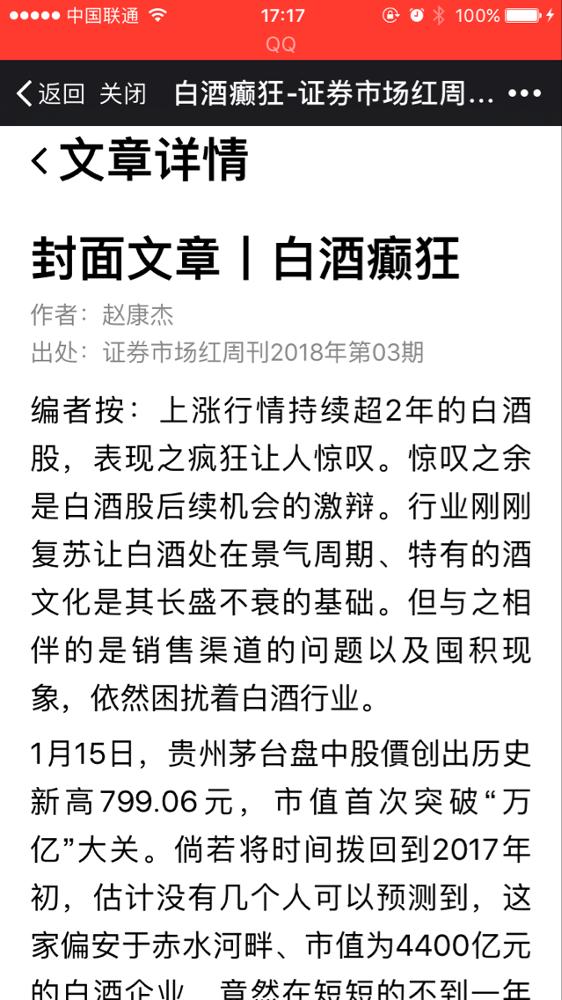 中国联通 17:17 100%
QQ
返回 关闭 白酒癫狂-证券市场红周... •••
文章详情
封面文章丨白酒癫狂
作者：赵康杰
出处：证券市场红周刊2018年第03期
编者按：上涨行情持续超2年的白酒
股，表现之疯狂让人惊叹。惊叹之余
是白酒股后续机会的激辩。行业刚刚
复苏让白酒处在景气周期、特有的酒
文化是其长盛不衰的基础。但与之相
伴的是销售渠道的问题以及囤积现
象，依然困扰着白酒行业。
1月15日，贵州茅台盘中股價创出历史
新高799.06元，市值首次突破“万
亿”大关。倘若将时间拨回到2017年
初，估计没有几个人可以预测到，这
家偏安于赤水河畔、市值为4400亿元
的白酒企业，竟然在短短的不到一年